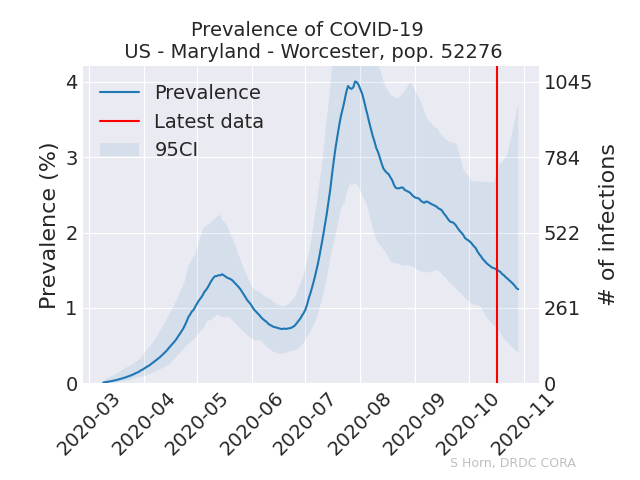 Prevalence of COVID-19
US - Maryland - Worcester, pop. 52276
Prevalence
Latest data
95CI
Prevalence (%)
4
3
2
1
0
# of infections
1045
784
522
261
0
2020-03
2020-04
2020-05
2020-06
2020-07
2020-08
2020-09
2020-10
2020-11
S Horn, DRDC CORA